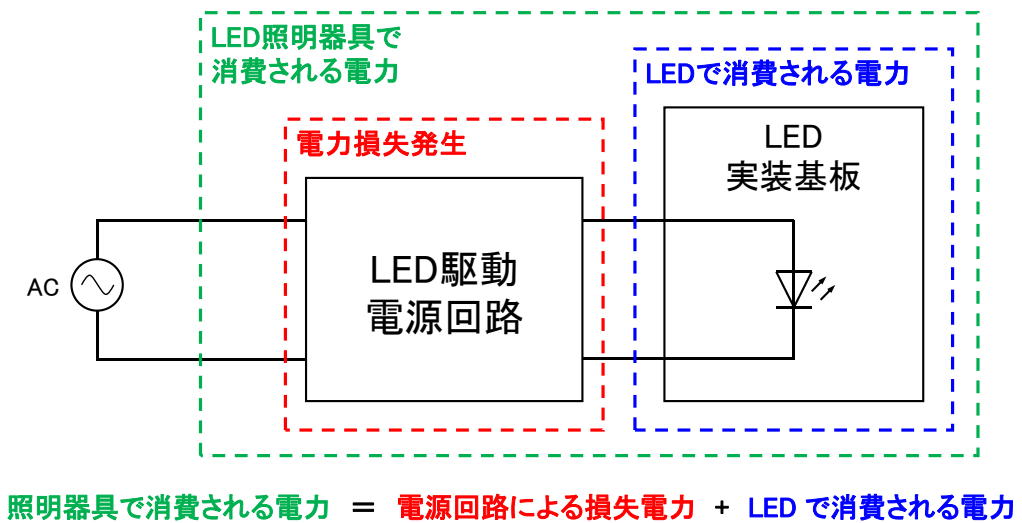 LED照明器具で
消費される電力
LEDで消費される電力
電力損失発生
LED
実装基板
LED駆動
電源回路
AC
照明器具で消費される電力 = 電源回路による損失電力 + LED で消費される電力